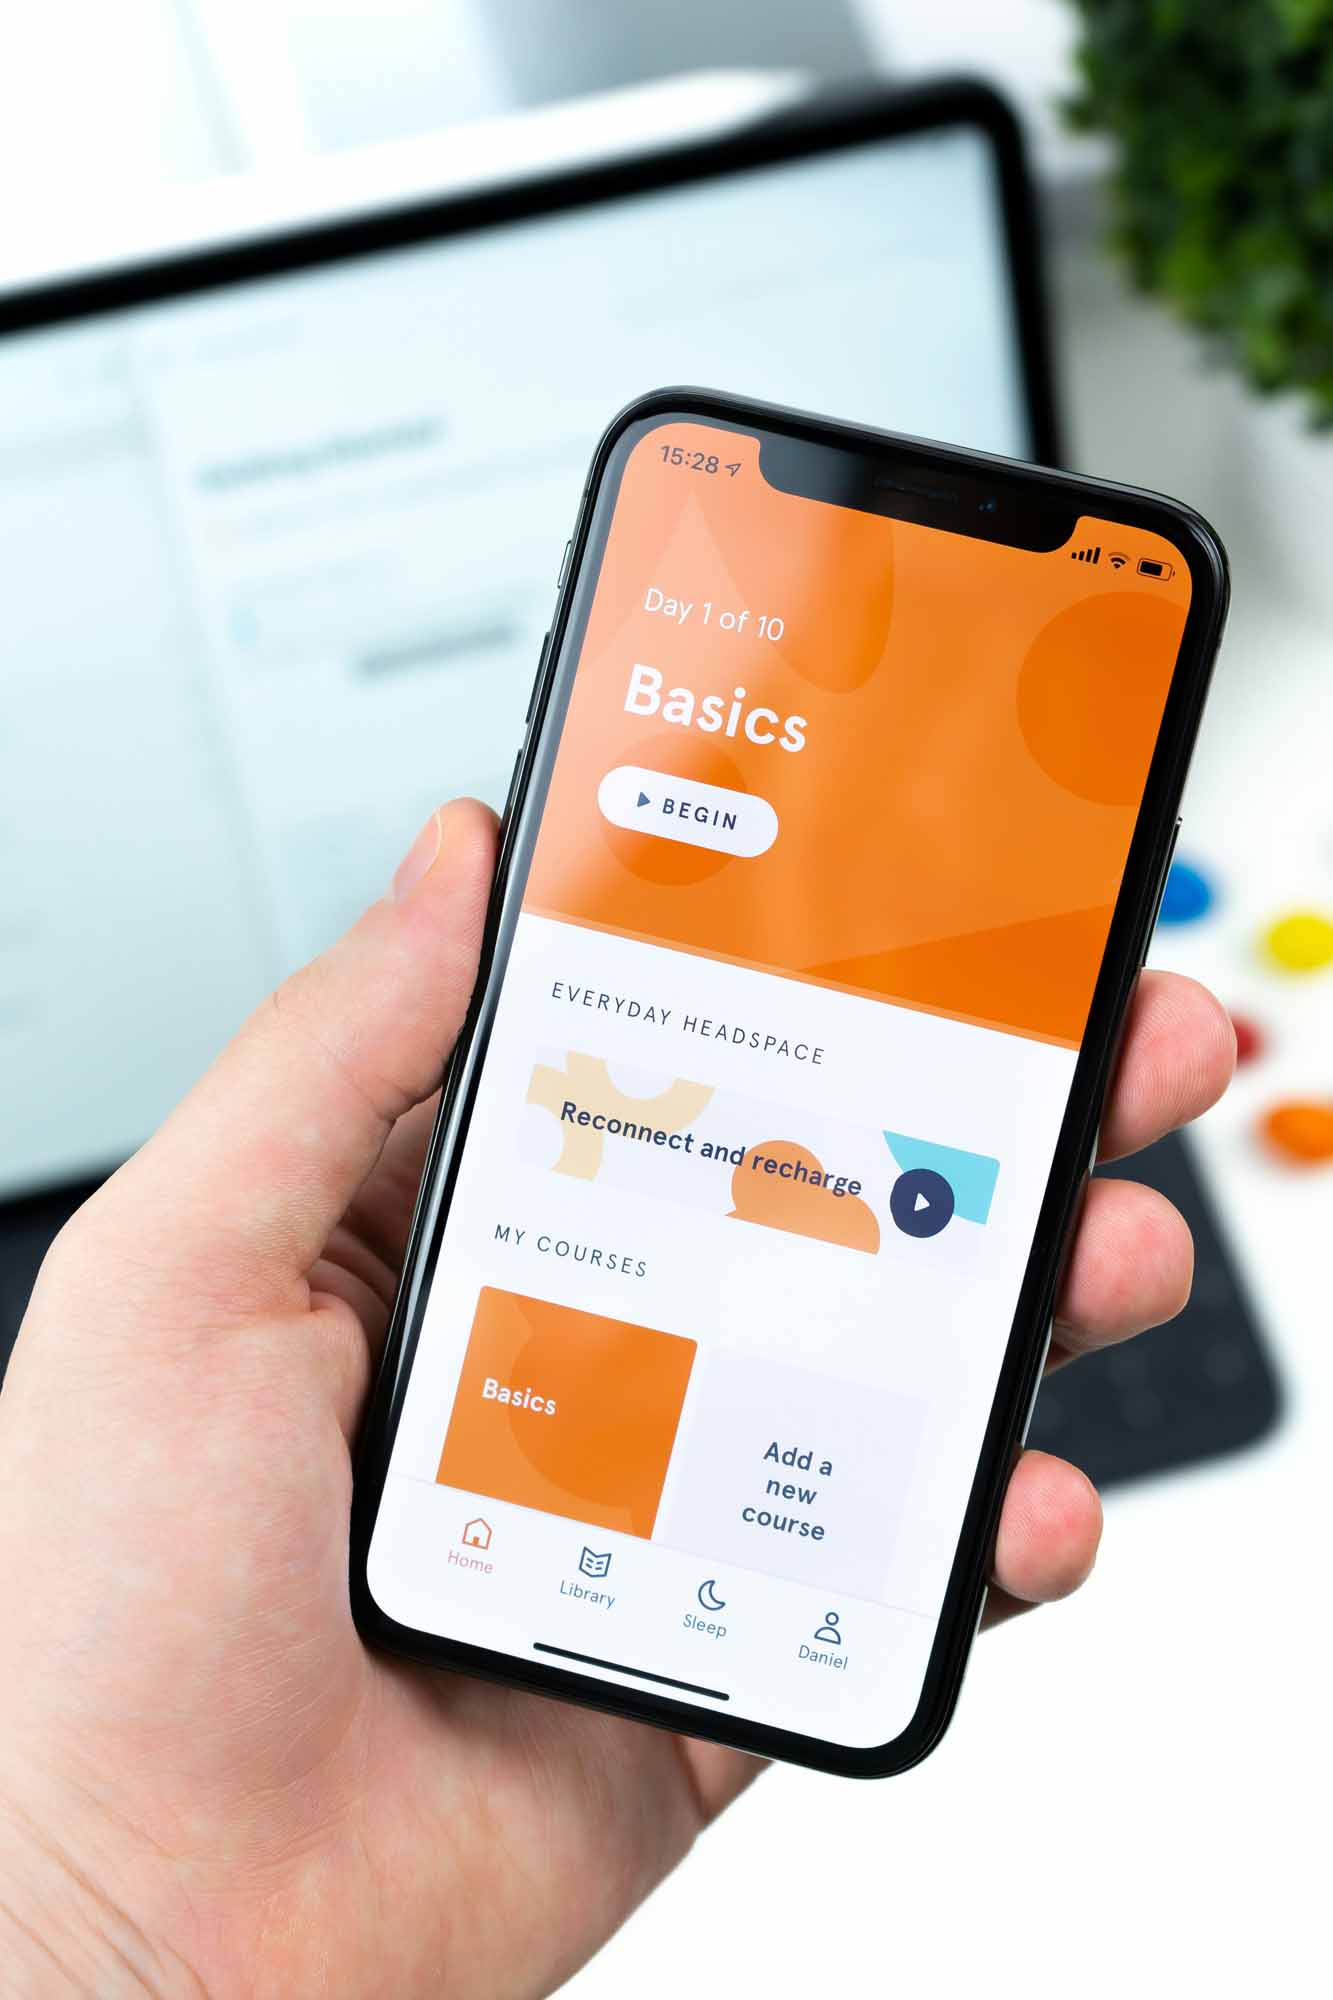 15:28
Day 1 of 10
Basics
BEGIN
EVERYDAY HEADSPACE
Reconnect and recharge
MY COURSES
Basics
Add a
new
course
Home
Library
Sleep
Daniel